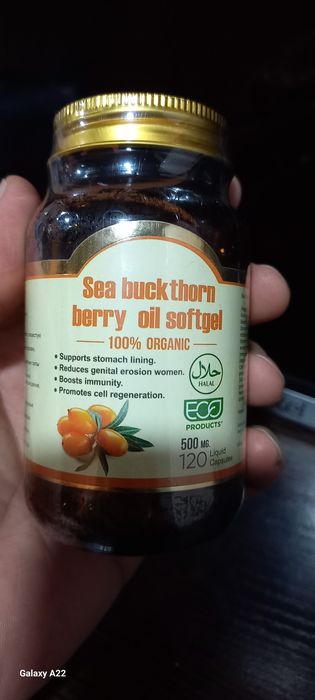 Sea buckthorn
berry oil softgel
100% ORGANIC
• Supports stomach lining.
• Reduces genital erosion women.
• Boosts immunity.
• Promotes cell regeneration.
حلال
HALAL
ECO
PRODUCTS
500 MG.
120 Liquid
Capsules
Galaxy A22